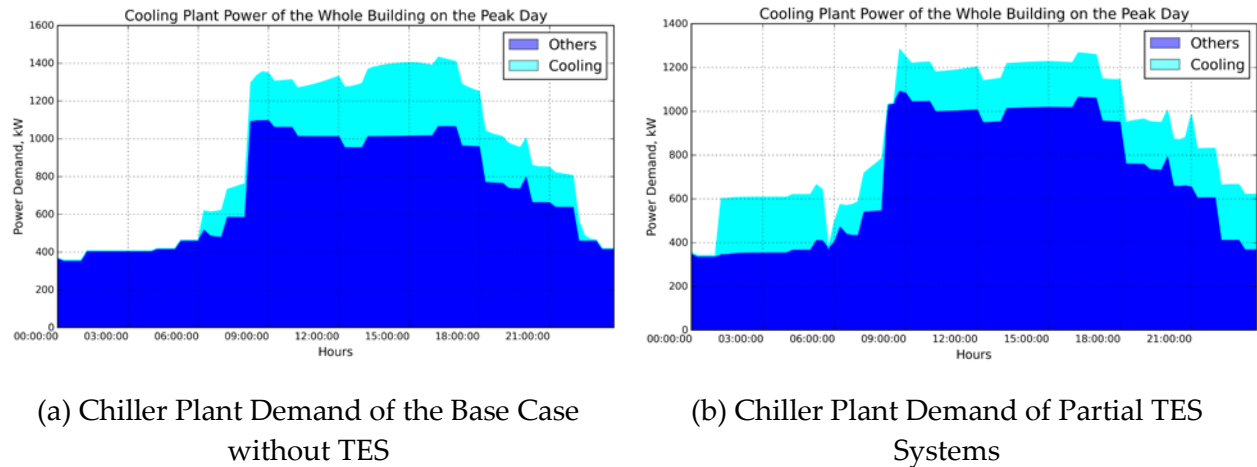 Cooling Plant Power of the Whole Building on the Peak Day
1600
1400
1200
1000
800
600
400
200
0
Power Demand, kW
Others
Cooling
00:00:00 03:00:00 06:00:00 09:00:00 12:00:00 15:00:00 18:00:00 21:00:00
Hours
(a) Chiller Plant Demand of the Base Case
without TES
Cooling Plant Power of the Whole Building on the Peak Day
1400
1200
1000
800
600
400
200
0
Power Demand, kW
Others
Cooling
00:00:00 03:00:00 06:00:00 09:00:00 12:00:00 15:00:00 18:00:00 21:00:00
Hours
(b) Chiller Plant Demand of Partial TES
Systems